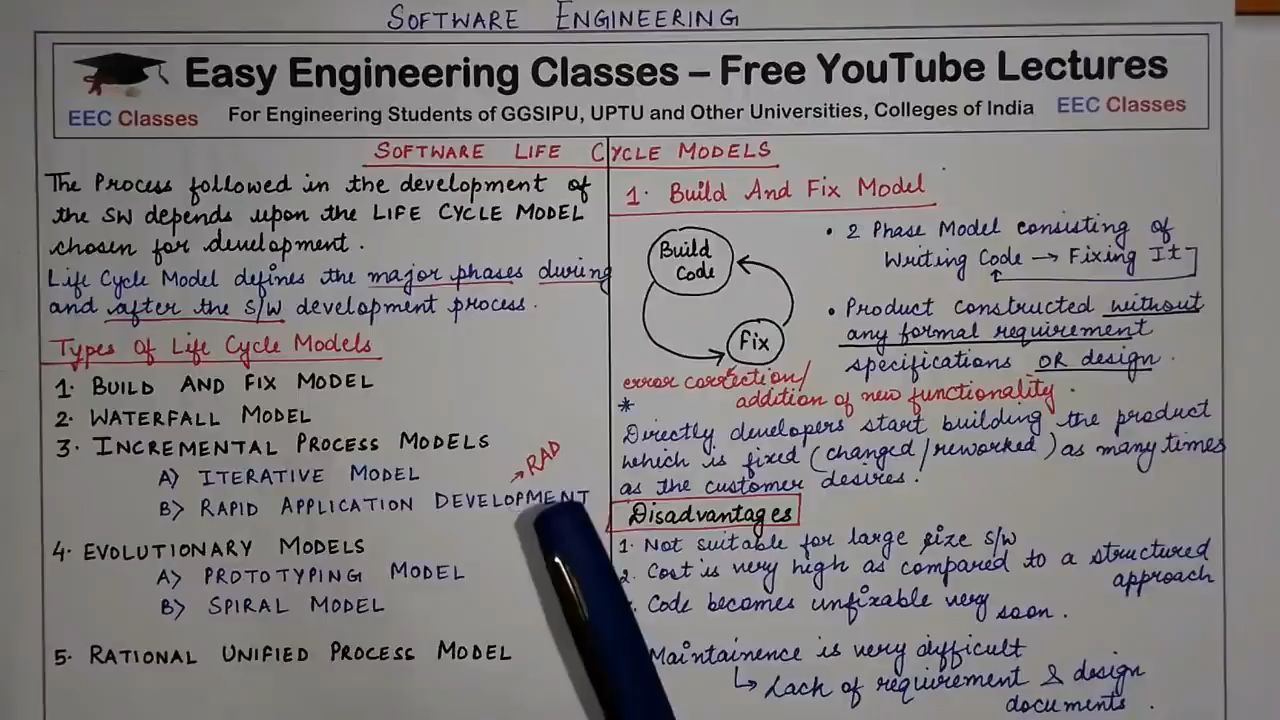 SOFTWARE ENGINEERING
Easy Engineering Classes – Free YouTube Lectures
EEC Classes
For Engineering Students of GGSIPU, UPTU and Other Universities, Colleges of India
EEC Classes
SOFTWARE LIFE CYCLE MODELS
The Process followed in the development of
the SW depends upon the LIFE CYCLE MODEL
chosen for development.
Life Cycle Model defines the major phases during
and after the S/W development process.
Types Of Life Cycle Models
1. BUILD AND FIX MODEL
2. WATERFALL MODEL
3. INCREMENTAL PROCESS MODELS
A) ITERATIVE MODEL
→ RAD
B) RAPID APPLICATION DEVELOPMENT
4. EVOLUTIONARY MODELS
A) PROTOTYPING MODEL
B) SPIRAL MODEL
5. RATIONAL UNIFIED PROCESS MODEL
1. Build And Fix Model
Build
Code
Fix
• 2 Phase Model consisting of
Writing Code → Fixing It
• Product constructed without
any formal requirement
specifications OR design.
error correction/
addition of new functionality.
*
Directly developers start building the product
which is fixed (changed/reworked) as many times
as the customer desires.
Disadvantages
1. Not suitable for large size s/w
2. Cost is very high as compared to a structured
approach
Code becomes unfixable very soon.
Maintainence is very difficult
↳ Lack of requirement & design
documents.